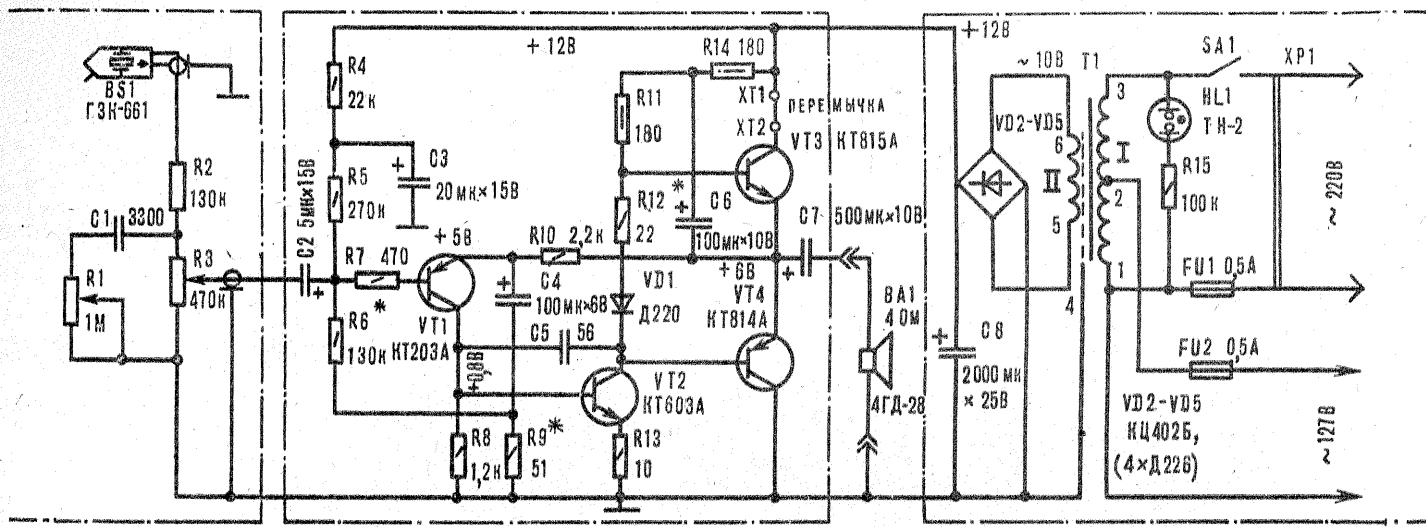 BS1
ГЗК-661
R2
130к
C1 3300
R1
1М
R3
470к
+ 12В
R4
22к
R5
270к
C3
20мк×15В
C2 5мк×15В
R7 470
*
R6
130к
+5В
VT1
КТ203А
+0,8В
R8
1,2к
R9 *
51
R10 2,2к
C4
100мк×6В
C5 56
R11
180
R12
22
VD1
Д220
VT2
КТ603А
R13
10
R14 180
XT1
XT2
ПЕРЕМЫЧКА
VT3 КТ815А
*
C6
100мк×10В
+6В
VT4
КТ814А
C7 500мк×10В
BA1
4 Ом
4ГД-28
+12В
~ 10В
VD2-VD5
T1
6
II
5
4
3
I
2
1
C8
2000 мк
× 25В
SA1
XP1
HL1
ТН-2
R15
100к
FU1 0,5А
FU2 0,5А
~ 220В
~ 127В
VD2-VD5
КЦ402Б,
(4×Д226)